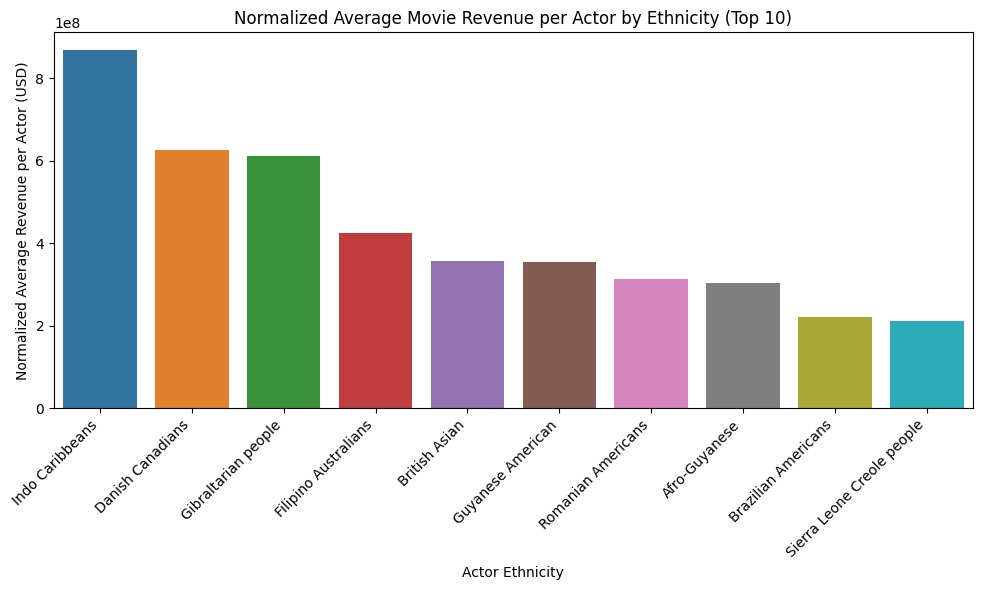 Normalized Average Movie Revenue per Actor by Ethnicity (Top 10)
1e8
Normalized Average Revenue per Actor (USD)
8
6
4
2
0
Indo Caribbeans
Danish Canadians
Gibraltarian people
Filipino Australians
British Asian
Guyanese American
Romanian Americans
Afro-Guyanese
Brazilian Americans
Sierra Leone Creole people
Actor Ethnicity